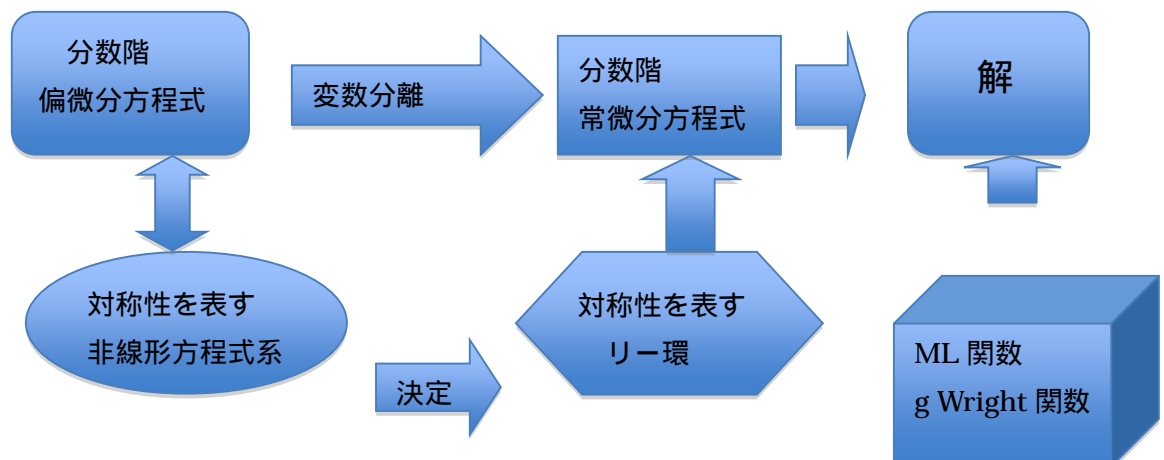 分数階
偏微分方程式
変数分離
分数階
常微分方程式
解
対称性を表す
非線形方程式系
決定
対称性を表す
リー環
ML 関数
g Wright 関数